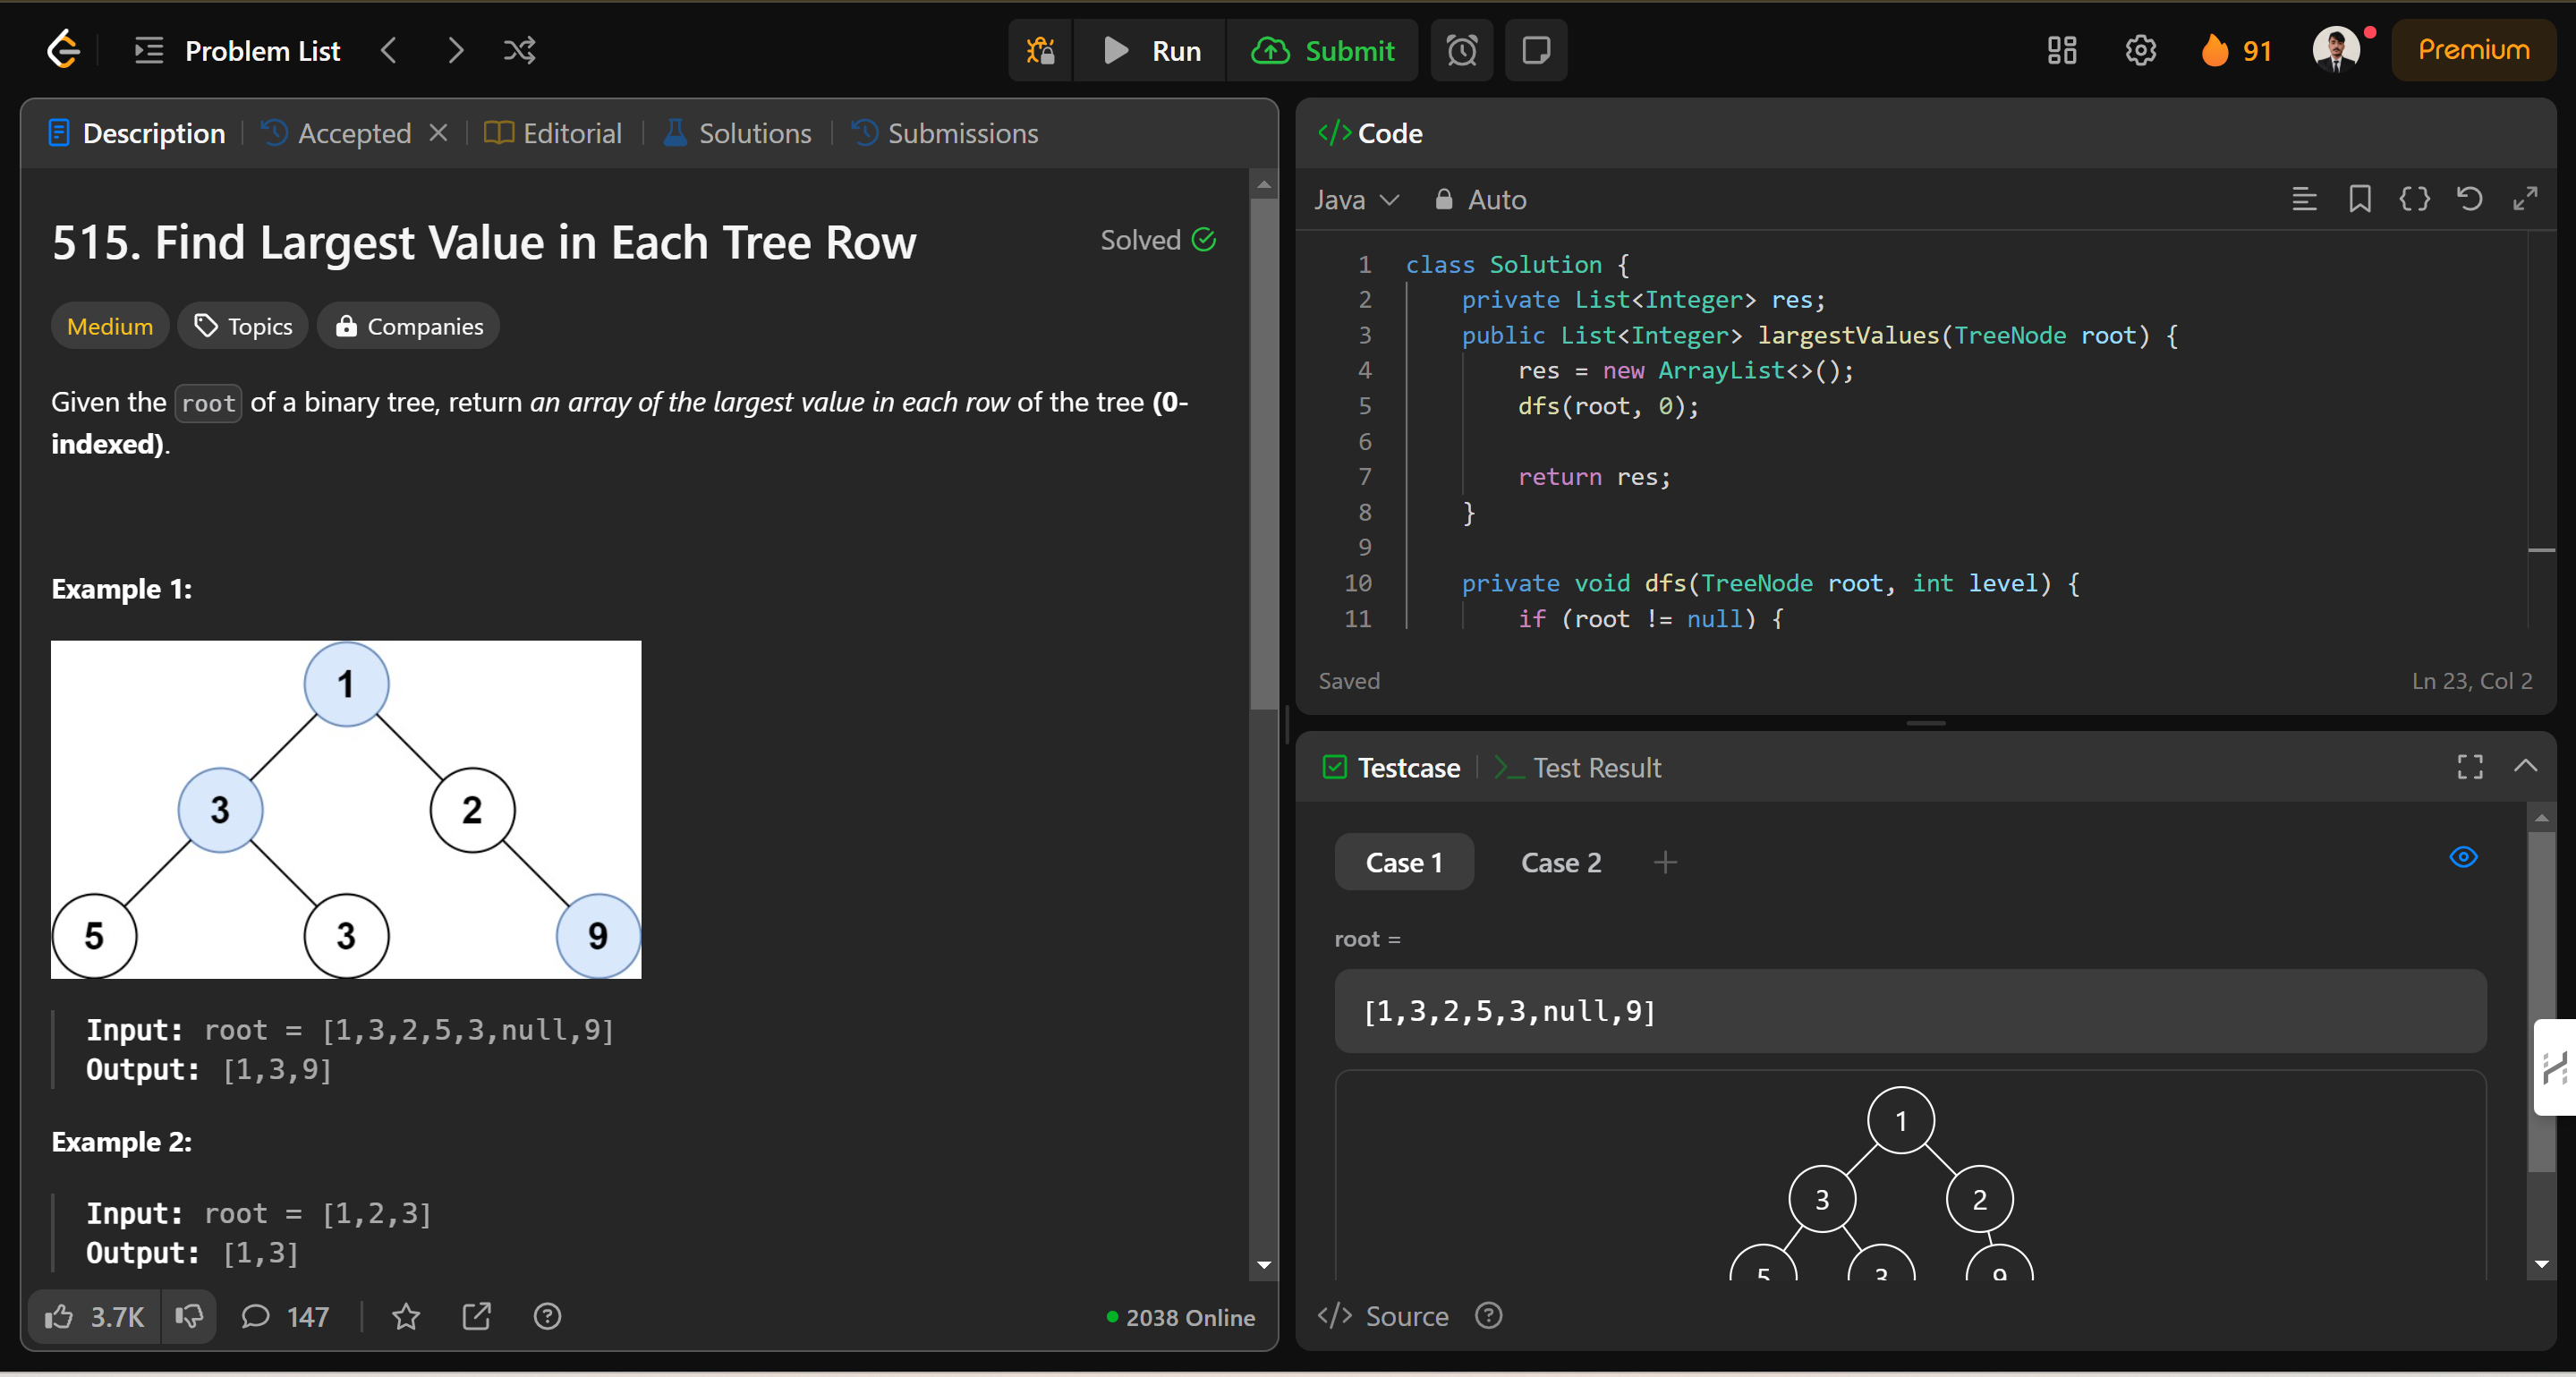 Problem List
Run
Submit
91
Premium
Description
Accepted
Editorial
Solutions
Submissions
515. Find Largest Value in Each Tree Row
Solved
Medium
Topics
Companies
Given the root of a binary tree, return an array of the largest value in each row of the tree (0-
indexed).
Example 1:
1
3
2
5
3
9
Input: root = [1,3,2,5,3,null,9]
Output: [1,3,9]
Example 2:
Input: root = [1,2,3]
Output: [1,3]
3.7K
147
2038 Online
</> Code
Java
Auto
1 class Solution {
2 private List<Integer> res;
3 public List<Integer> largestValues(TreeNode root) {
4 res = new ArrayList<>();
5 dfs(root, 0);
6
7 return res;
8 }
9
10 private void dfs(TreeNode root, int level) {
11 if (root != null) {
Saved
Ln 23, Col 2
Testcase
>_ Test Result
Case 1
Case 2
+
root =
[1,3,2,5,3,null,9]
1
3
2
5
3
9
</> Source